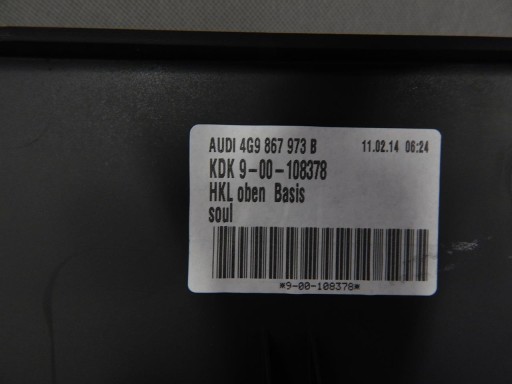 AUDI 4G9 867 973 B 11.02.14 06:24
KDK 9-00-108378
HKL oben Basis
soul
*9-00-108378*